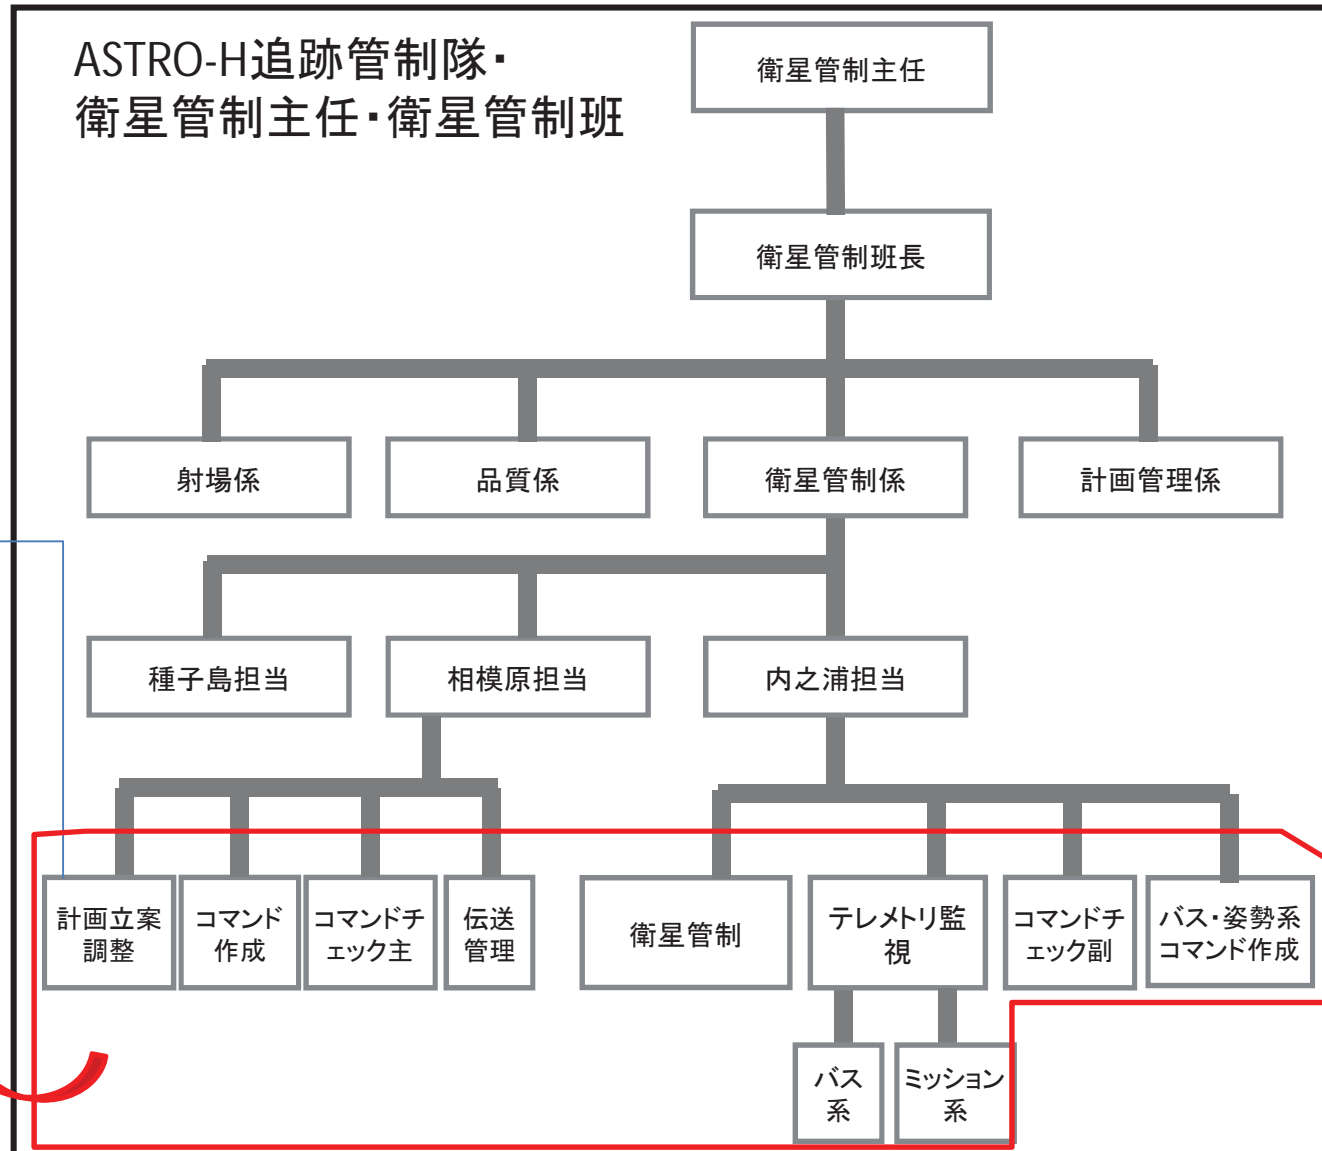 ASTRO-H追跡管制隊・
衛星管制主任・衛星管制班
衛星管制主任
衛星管制班長
射場係
品質係
衛星管制係
計画管理係
種子島担当
相模原担当
内之浦担当
計画立案
調整
コマンド
作成
コマンドチ
ェック主
伝送
管理
衛星管制
テレメトリ監
視
コマンドチ
ェック副
バス・姿勢系
コマンド作成
バス
系
ミッション
系